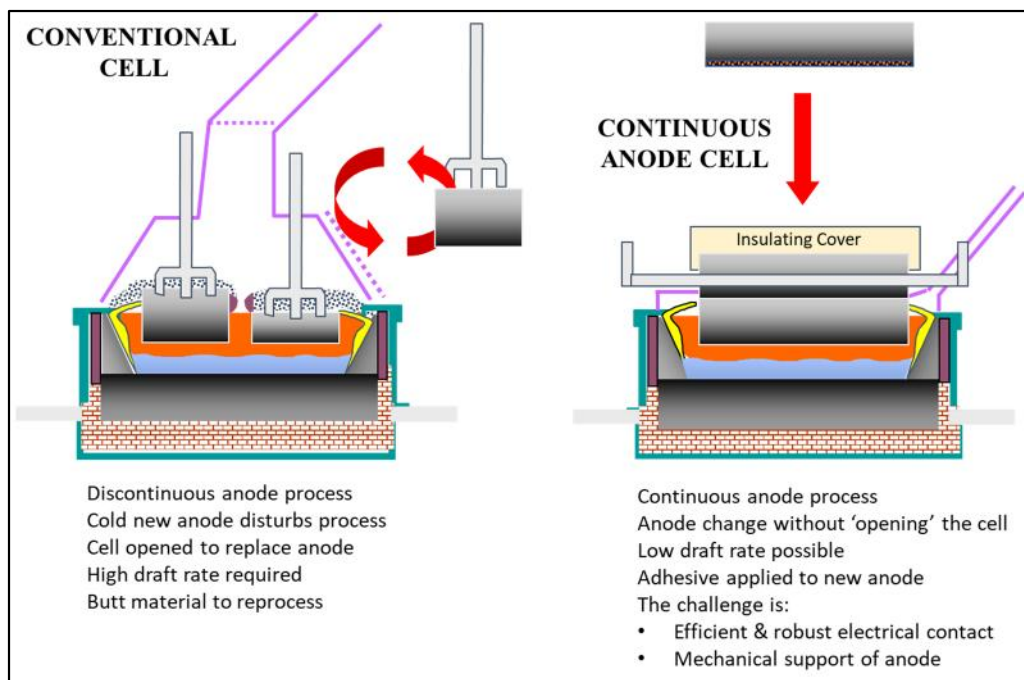 CONVENTIONAL
CELL
Discontinuous anode process
Cold new anode disturbs process
Cell opened to replace anode
High draft rate required
Butt material to reprocess
CONTINUOUS
ANODE CELL
Insulating Cover
Continuous anode process
Anode change without ‘opening’ the cell
Low draft rate possible
Adhesive applied to new anode
The challenge is:
• Efficient & robust electrical contact
• Mechanical support of anode